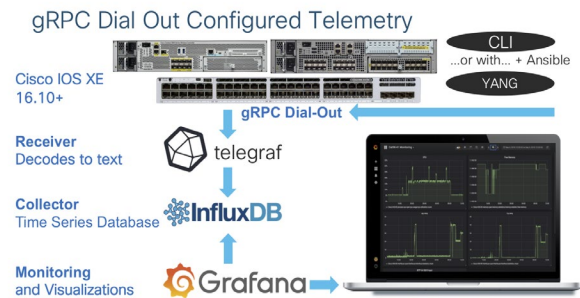 gRPC Dial Out Configured Telemetry
CLI
...or with... + Ansible
YANG
Cisco IOS XE
16.10+
gRPC Dial-Out
Receiver
Decodes to text
telegraf
Collector
Time Series Database
InfluxDB
Monitoring
and Visualizations
Grafana